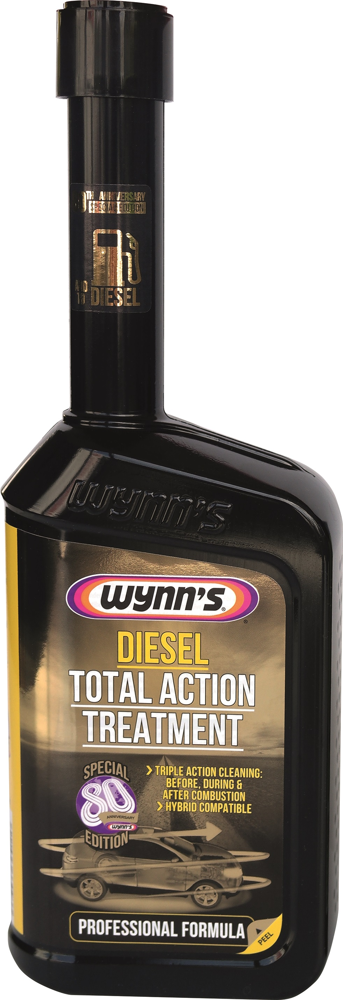 TH ANNIVERSARY
SPECIAL EDITION
ADD
TO DIESEL
wynn's
wynn's®
®
DIESEL
TOTAL ACTION
TREATMENT
SPECIAL
80
ANNIVERSARY
wynn's
EDITION
❯ TRIPLE ACTION CLEANING:
BEFORE, DURING &
AFTER COMBUSTION
❯ HYBRID COMPATIBLE
PROFESSIONAL FORMULA
PEEL